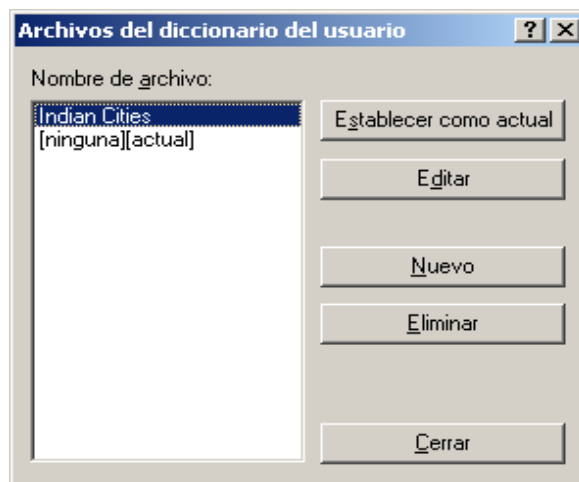 Archivos del diccionario del usuario
Nombre de archivo:
Indian Cities
[ninguna][actual]
Establecer como actual
Editar
Nuevo
Eliminar
Cerrar